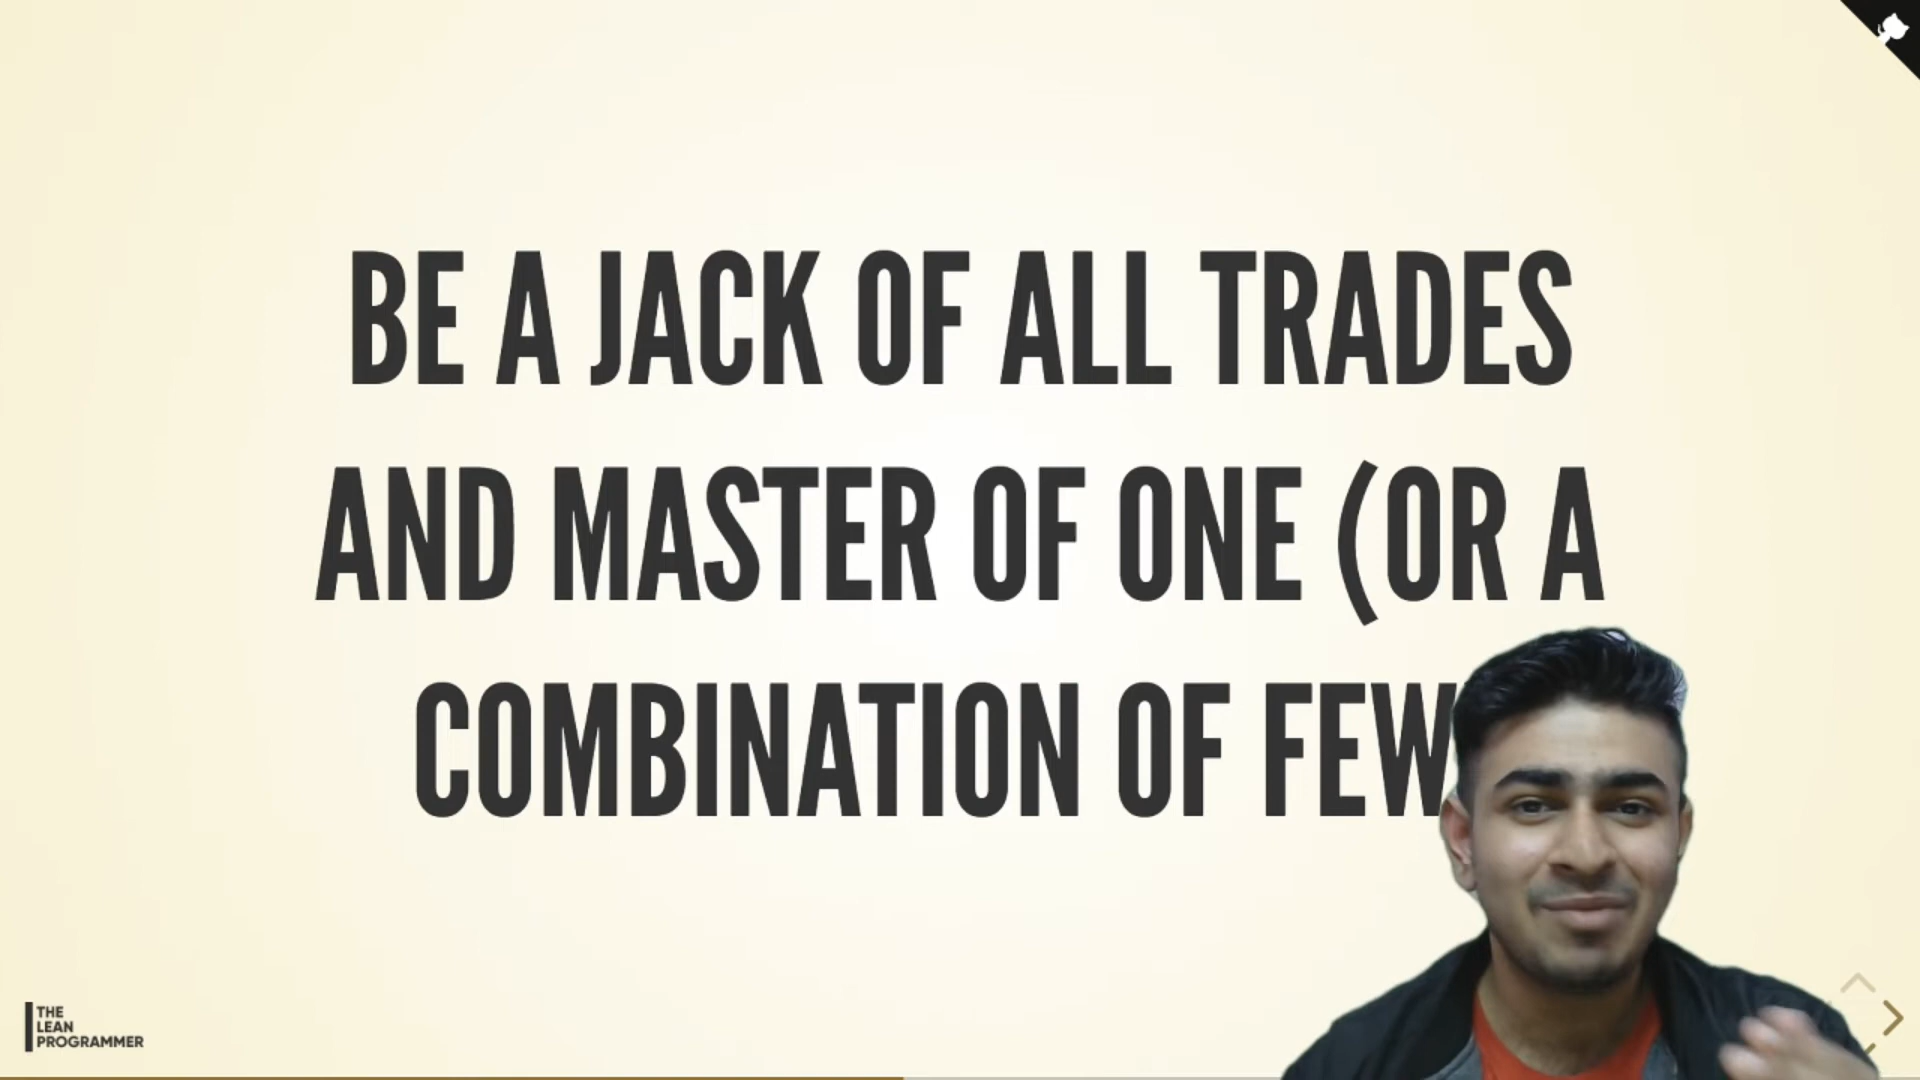 BE A JACK OF ALL TRADES
AND MASTER OF ONE (OR A
COMBINATION OF FEW
THE
LEAN
PROGRAMMER